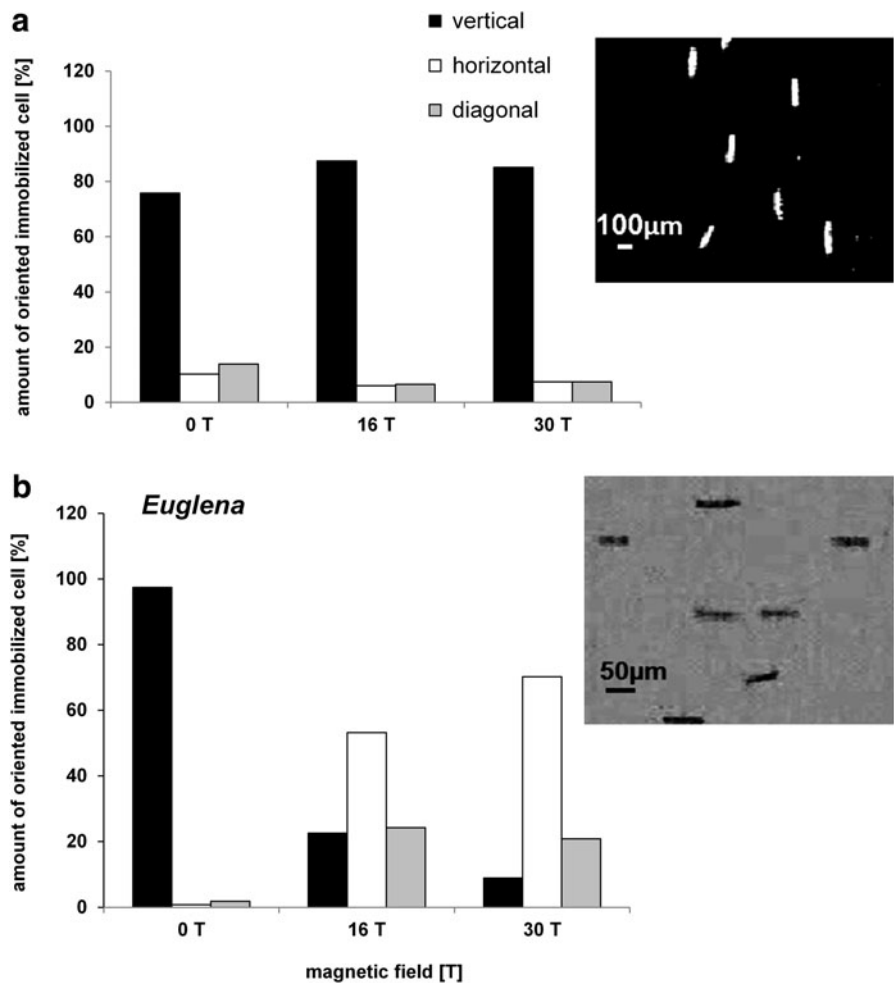 a
vertical
horizontal
diagonal
amount of oriented immobilized cell [%]
120
100
80
60
40
20
0
0 T
16 T
30 T
100µm
b
Euglena
amount of oriented immobilized cell [%]
120
100
80
60
40
20
0
0 T
16 T
30 T
magnetic field [T]
50µm